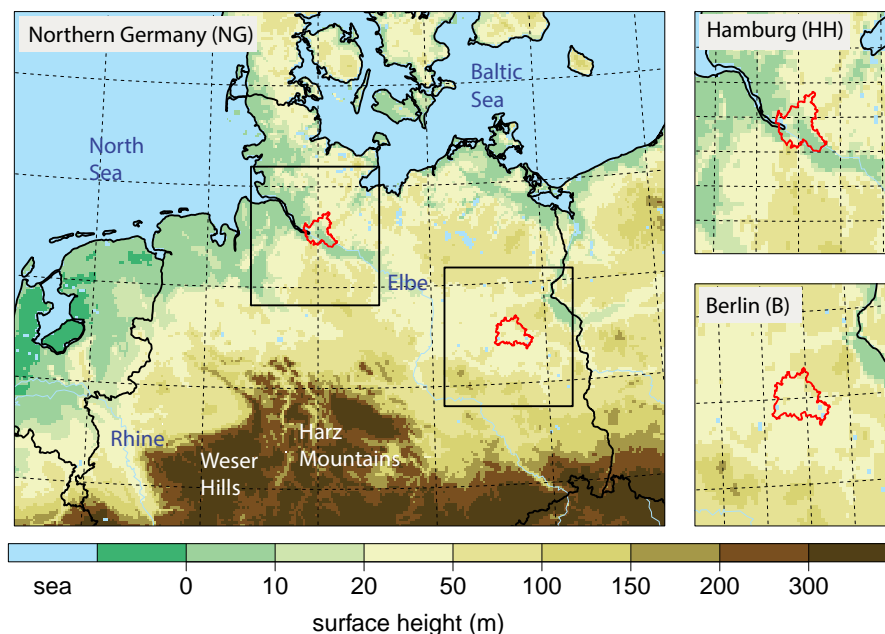 Northern Germany (NG)
Baltic
Sea
North
Sea
Elbe
Rhine
Harz
Mountains
Weser
Hills
Hamburg (HH)
Berlin (B)
sea 0 10 20 50 100 150 200 300
surface height (m)